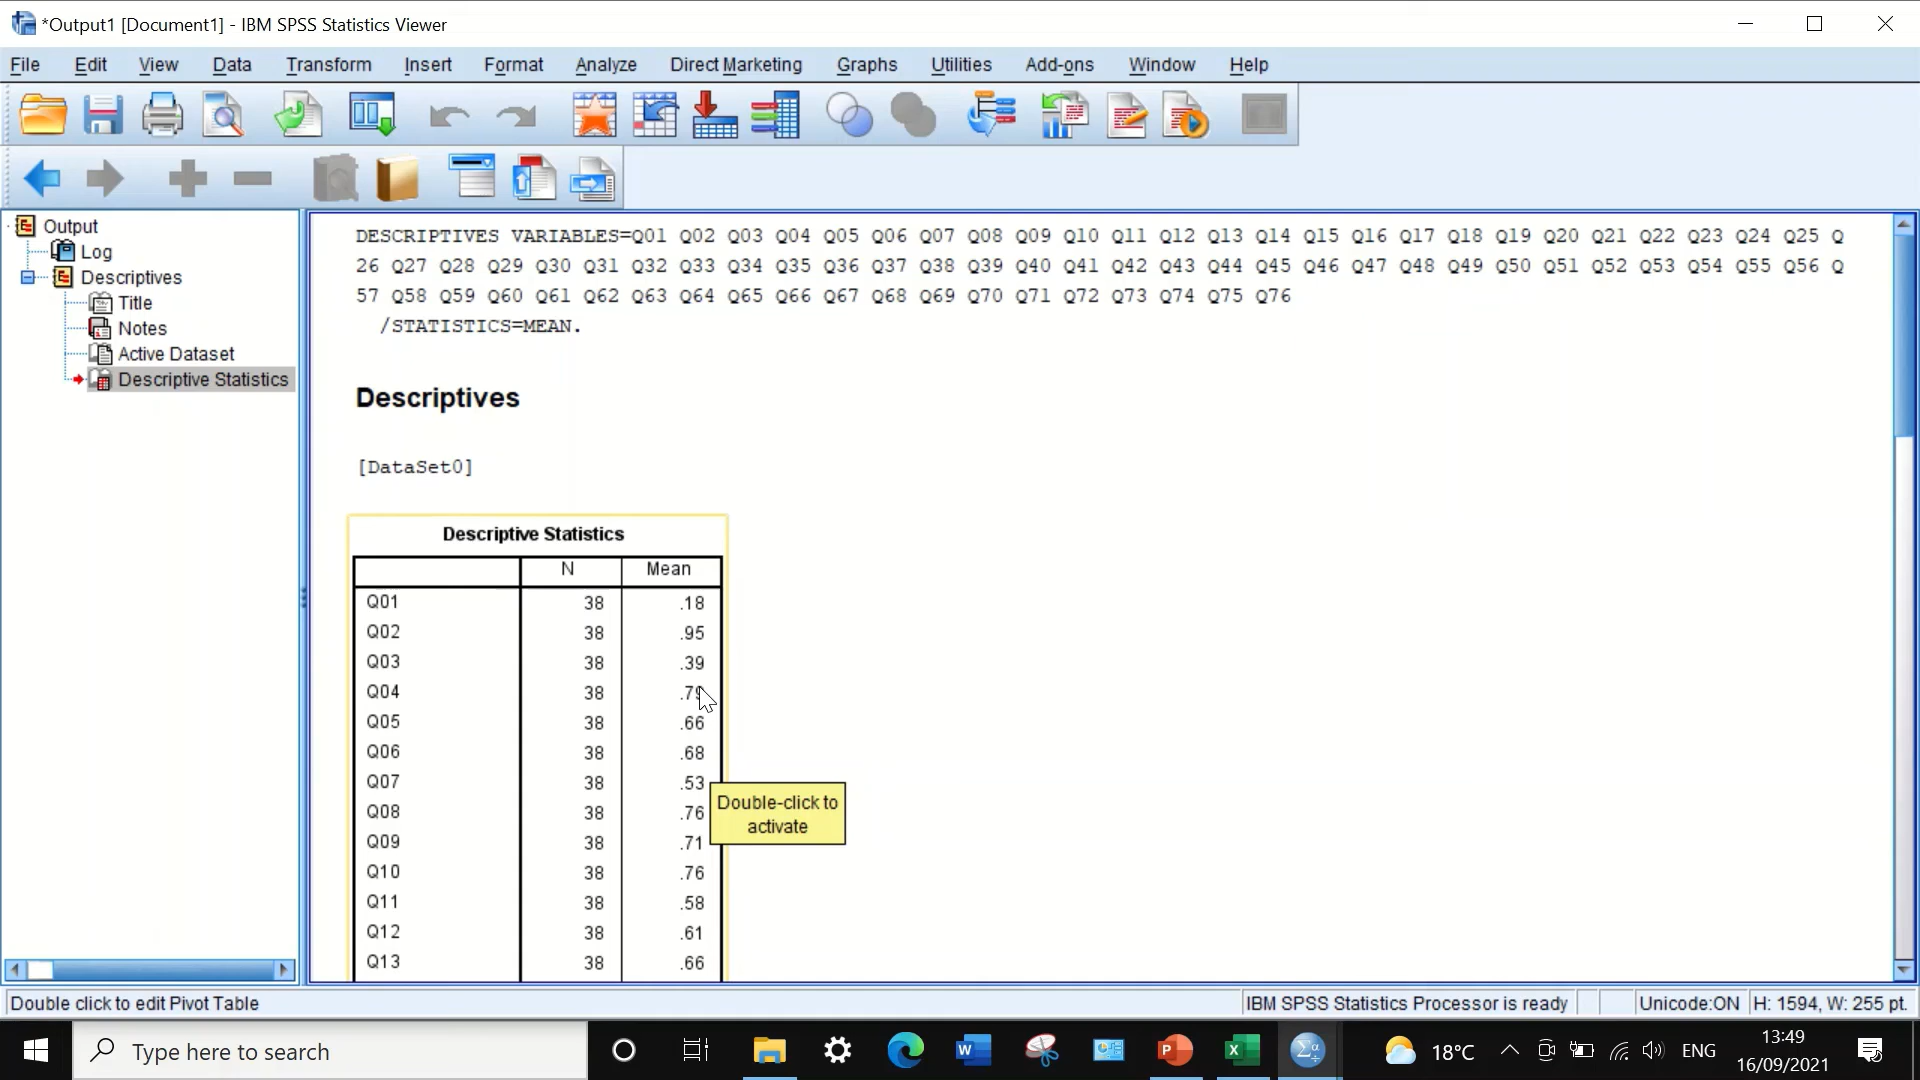 *Output1 [Document1] - IBM SPSS Statistics Viewer
File Edit View Data Transform Insert Format Analyze Direct Marketing Graphs Utilities Add-ons Window Help
Output
Log
Descriptives
Title
Notes
Active Dataset
Descriptive Statistics
DESCRIPTIVES VARIABLES=Q01 Q02 Q03 Q04 Q05 Q06 Q07 Q08 Q09 Q10 Q11 Q12 Q13 Q14 Q15 Q16 Q17 Q18 Q19 Q20 Q21 Q22 Q23 Q24 Q25 Q
26 Q27 Q28 Q29 Q30 Q31 Q32 Q33 Q34 Q35 Q36 Q37 Q38 Q39 Q40 Q41 Q42 Q43 Q44 Q45 Q46 Q47 Q48 Q49 Q50 Q51 Q52 Q53 Q54 Q55 Q56 Q
57 Q58 Q59 Q60 Q61 Q62 Q63 Q64 Q65 Q66 Q67 Q68 Q69 Q70 Q71 Q72 Q73 Q74 Q75 Q76
/STATISTICS=MEAN.
Descriptives
[DataSet0]
Descriptive Statistics
N Mean
Q01 38 .18
Q02 38 .95
Q03 38 .39
Q04 38 .79
Q05 38 .66
Q06 38 .68
Q07 38 .53
Q08 38 .76
Q09 38 .71
Q10 38 .76
Q11 38 .58
Q12 38 .61
Q13 38 .66
Double-click to
activate
Double click to edit Pivot Table
IBM SPSS Statistics Processor is ready
Unicode:ON
H: 1594, W: 255 pt.
Type here to search
18°C
ENG
13:49
16/09/2021